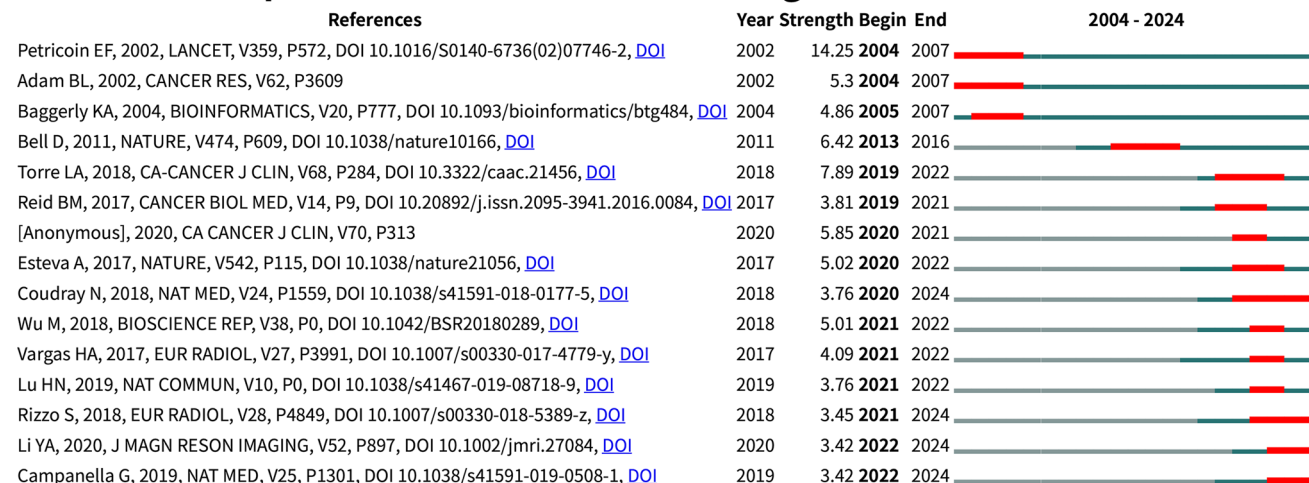 References Year Strength Begin End 2004 - 2024
Petricoin EF, 2002, LANCET, V359, P572, DOI 10.1016/S0140-6736(02)07746-2, DOI 2002 14.25 2004 2007
Adam BL, 2002, CANCER RES, V62, P3609 2002 5.3 2004 2007
Baggerly KA, 2004, BIOINFORMATICS, V20, P777, DOI 10.1093/bioinformatics/btg484, DOI 2004 4.86 2005 2007
Bell D, 2011, NATURE, V474, P609, DOI 10.1038/nature10166, DOI 2011 6.42 2013 2016
Torre LA, 2018, CA-CANCER J CLIN, V68, P284, DOI 10.3322/caac.21456, DOI 2018 7.89 2019 2022
Reid BM, 2017, CANCER BIOL MED, V14, P9, DOI 10.20892/j.issn.2095-3941.2016.0084, DOI 2017 3.81 2019 2021
[Anonymous], 2020, CA CANCER J CLIN, V70, P313 2020 5.85 2020 2021
Esteva A, 2017, NATURE, V542, P115, DOI 10.1038/nature21056, DOI 2017 5.02 2020 2022
Coudray N, 2018, NAT MED, V24, P1559, DOI 10.1038/s41591-018-0177-5, DOI 2018 3.76 2020 2024
Wu M, 2018, BIOSCIENCE REP, V38, P0, DOI 10.1042/BSR20180289, DOI 2018 5.01 2021 2022
Vargas HA, 2017, EUR RADIOL, V27, P3991, DOI 10.1007/s00330-017-4779-y, DOI 2017 4.09 2021 2022
Lu HN, 2019, NAT COMMUN, V10, P0, DOI 10.1038/s41467-019-08718-9, DOI 2019 3.76 2021 2022
Rizzo S, 2018, EUR RADIOL, V28, P4849, DOI 10.1007/s00330-018-5389-z, DOI 2018 3.45 2021 2024
Li YA, 2020, J MAGN RESON IMAGING, V52, P897, DOI 10.1002/jmri.27084, DOI 2020 3.42 2022 2024
Campanella G, 2019, NAT MED, V25, P1301, DOI 10.1038/s41591-019-0508-1, DOI 2019 3.42 2022 2024